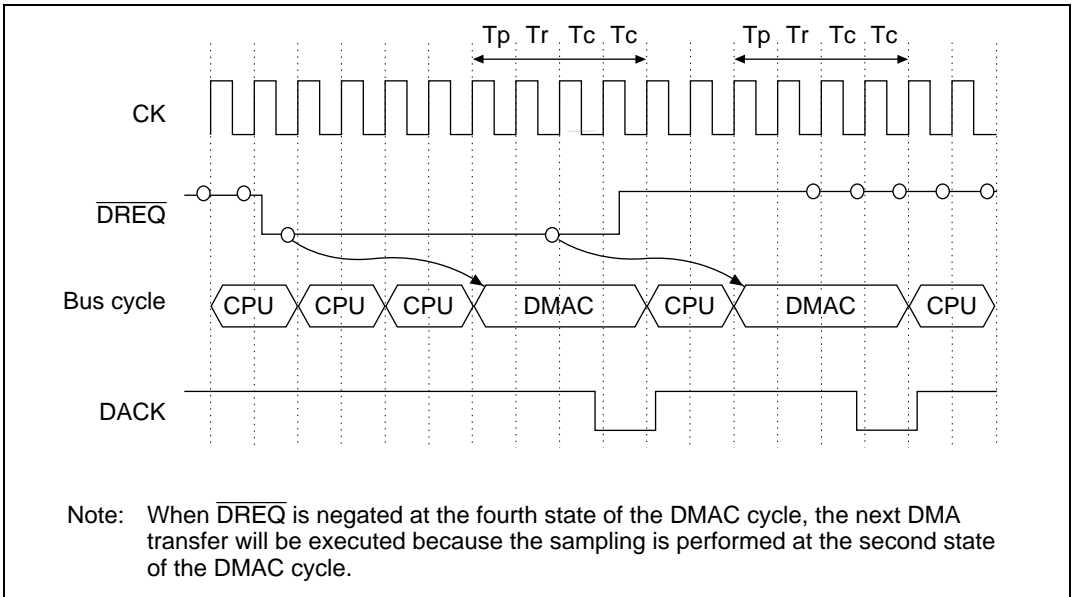 Tp Tr Tc Tc Tp Tr Tc Tc
CK
DREQ
Bus cycle CPU CPU CPU DMAC CPU DMAC CPU
DACK
Note: When DREQ is negated at the fourth state of the DMAC cycle, the next DMA
transfer will be executed because the sampling is performed at the second state
of the DMAC cycle.